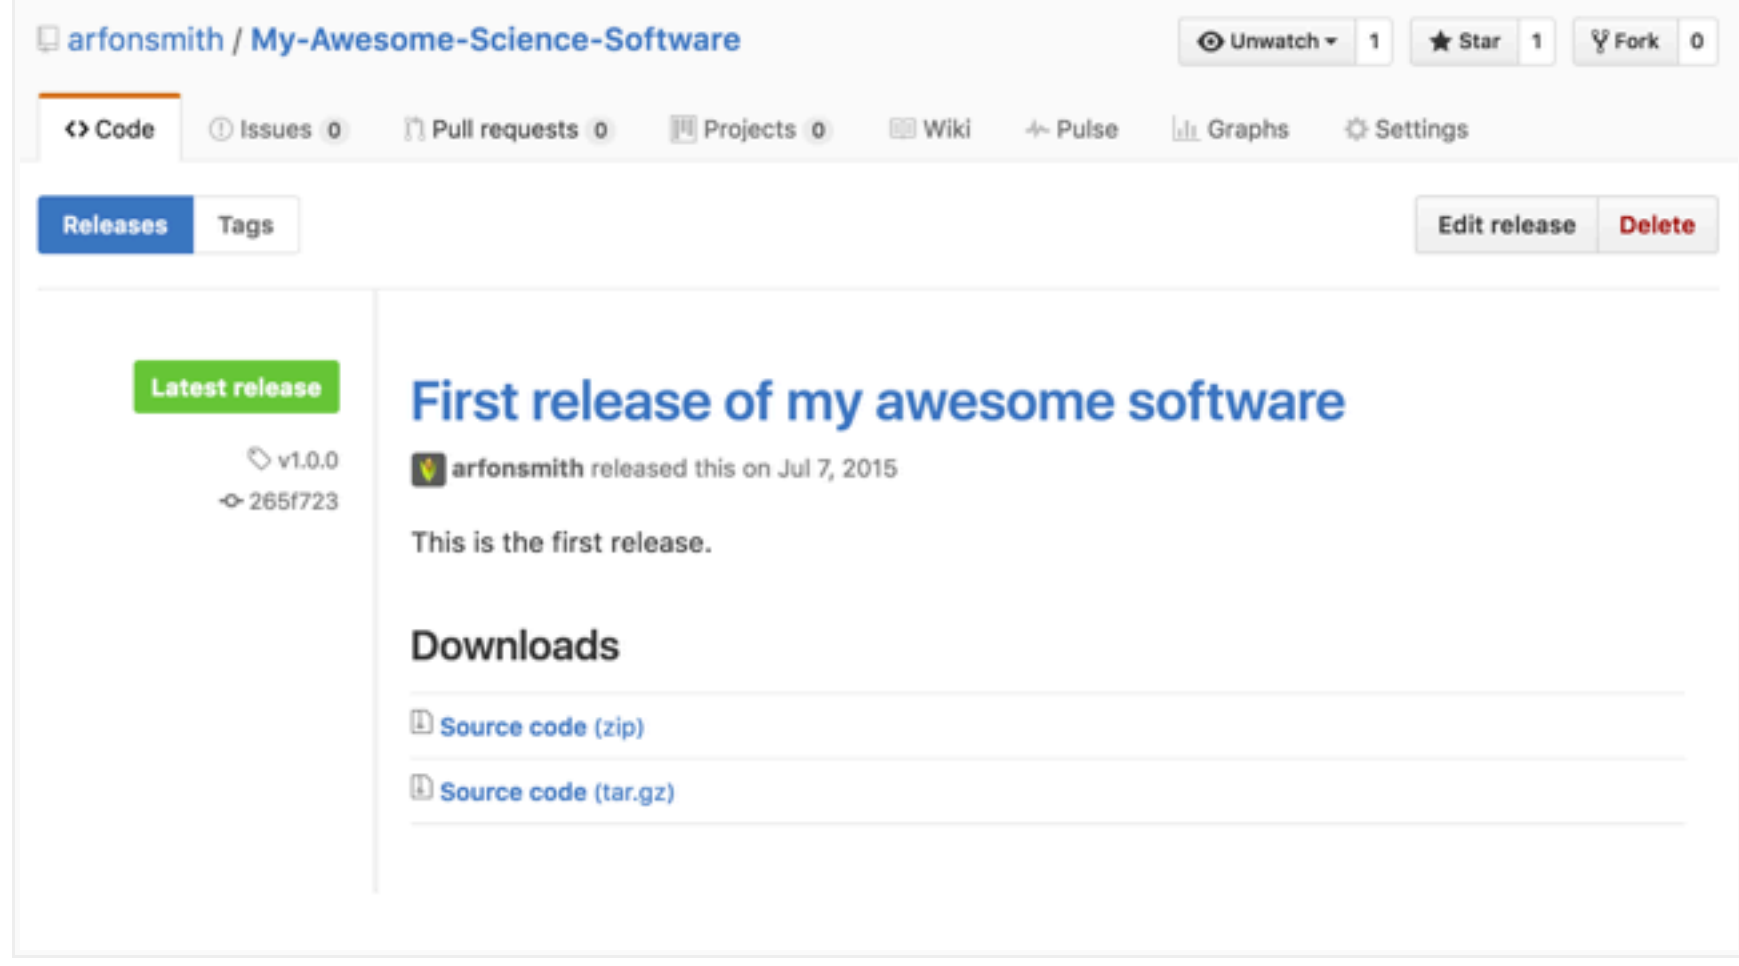 arfonsmith / My-Awesome-Science-Software Unwatch 1 Star 1 Fork 0
Code Issues 0 Pull requests 0 Projects 0 Wiki Pulse Graphs Settings
Releases Tags Edit release Delete
Latest release
v1.0.0
265f723
First release of my awesome software
arfonsmith released this on Jul 7, 2015
This is the first release.
Downloads
Source code (zip)
Source code (tar.gz)